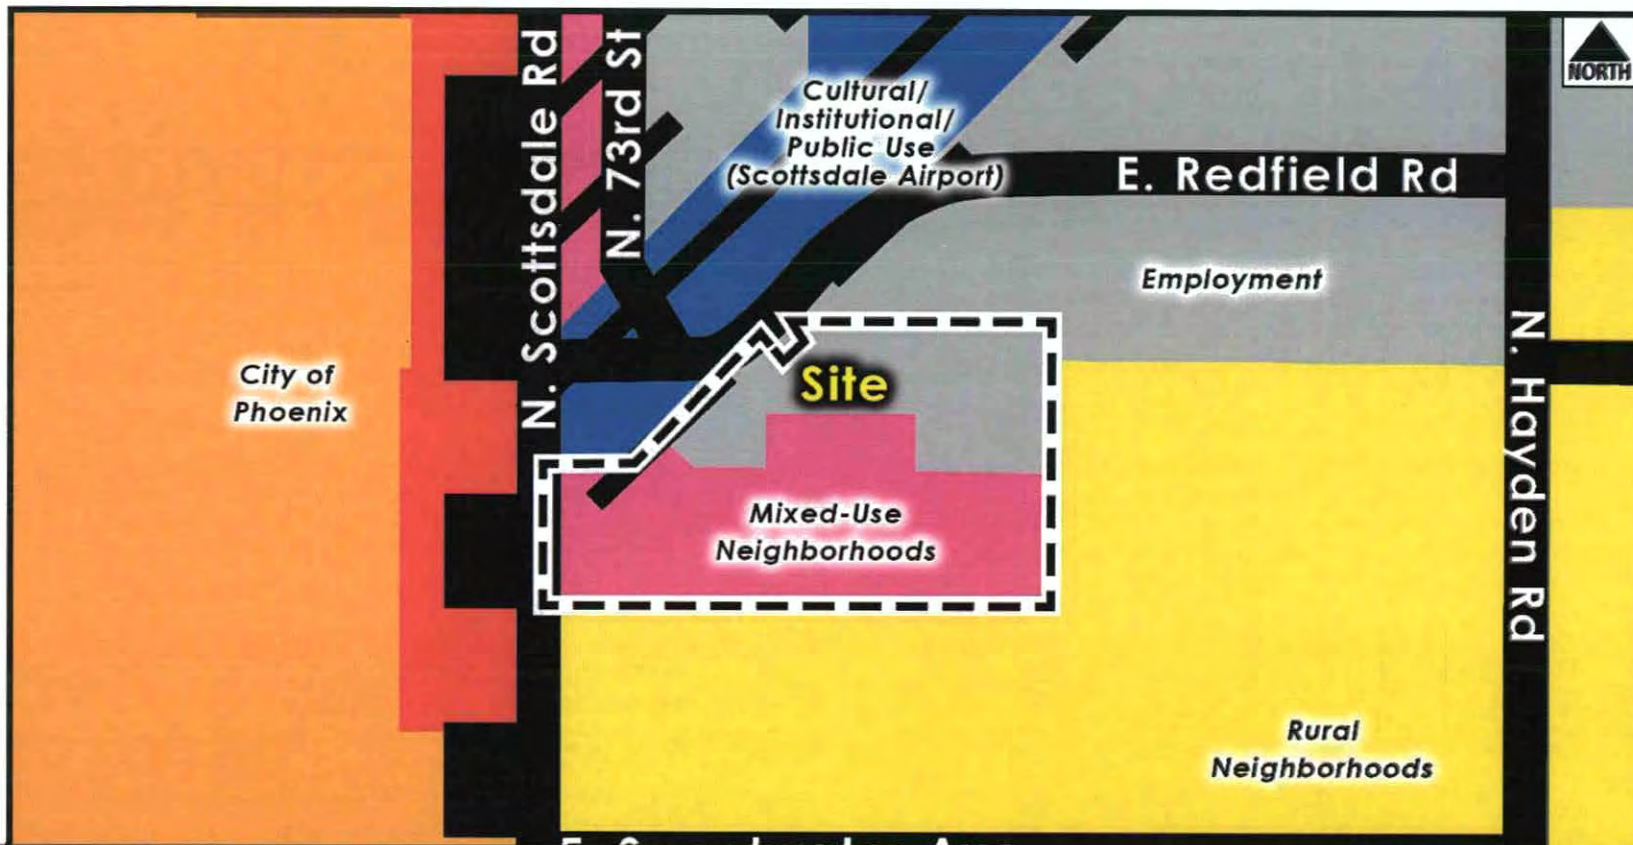 N. Scottsdale Rd
N. 73rd St
Cultural/
Institutional/
Public Use
(Scottsdale Airport)
NORTH
E. Redfield Rd
Employment
City of
Phoenix
Site
N. Hayden Rd
Mixed-Use
Neighborhoods
Rural
Neighborhoods